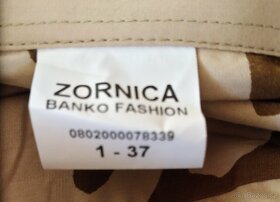 ZORNICA
BANKO FASHION
0802000078339
1 - 37